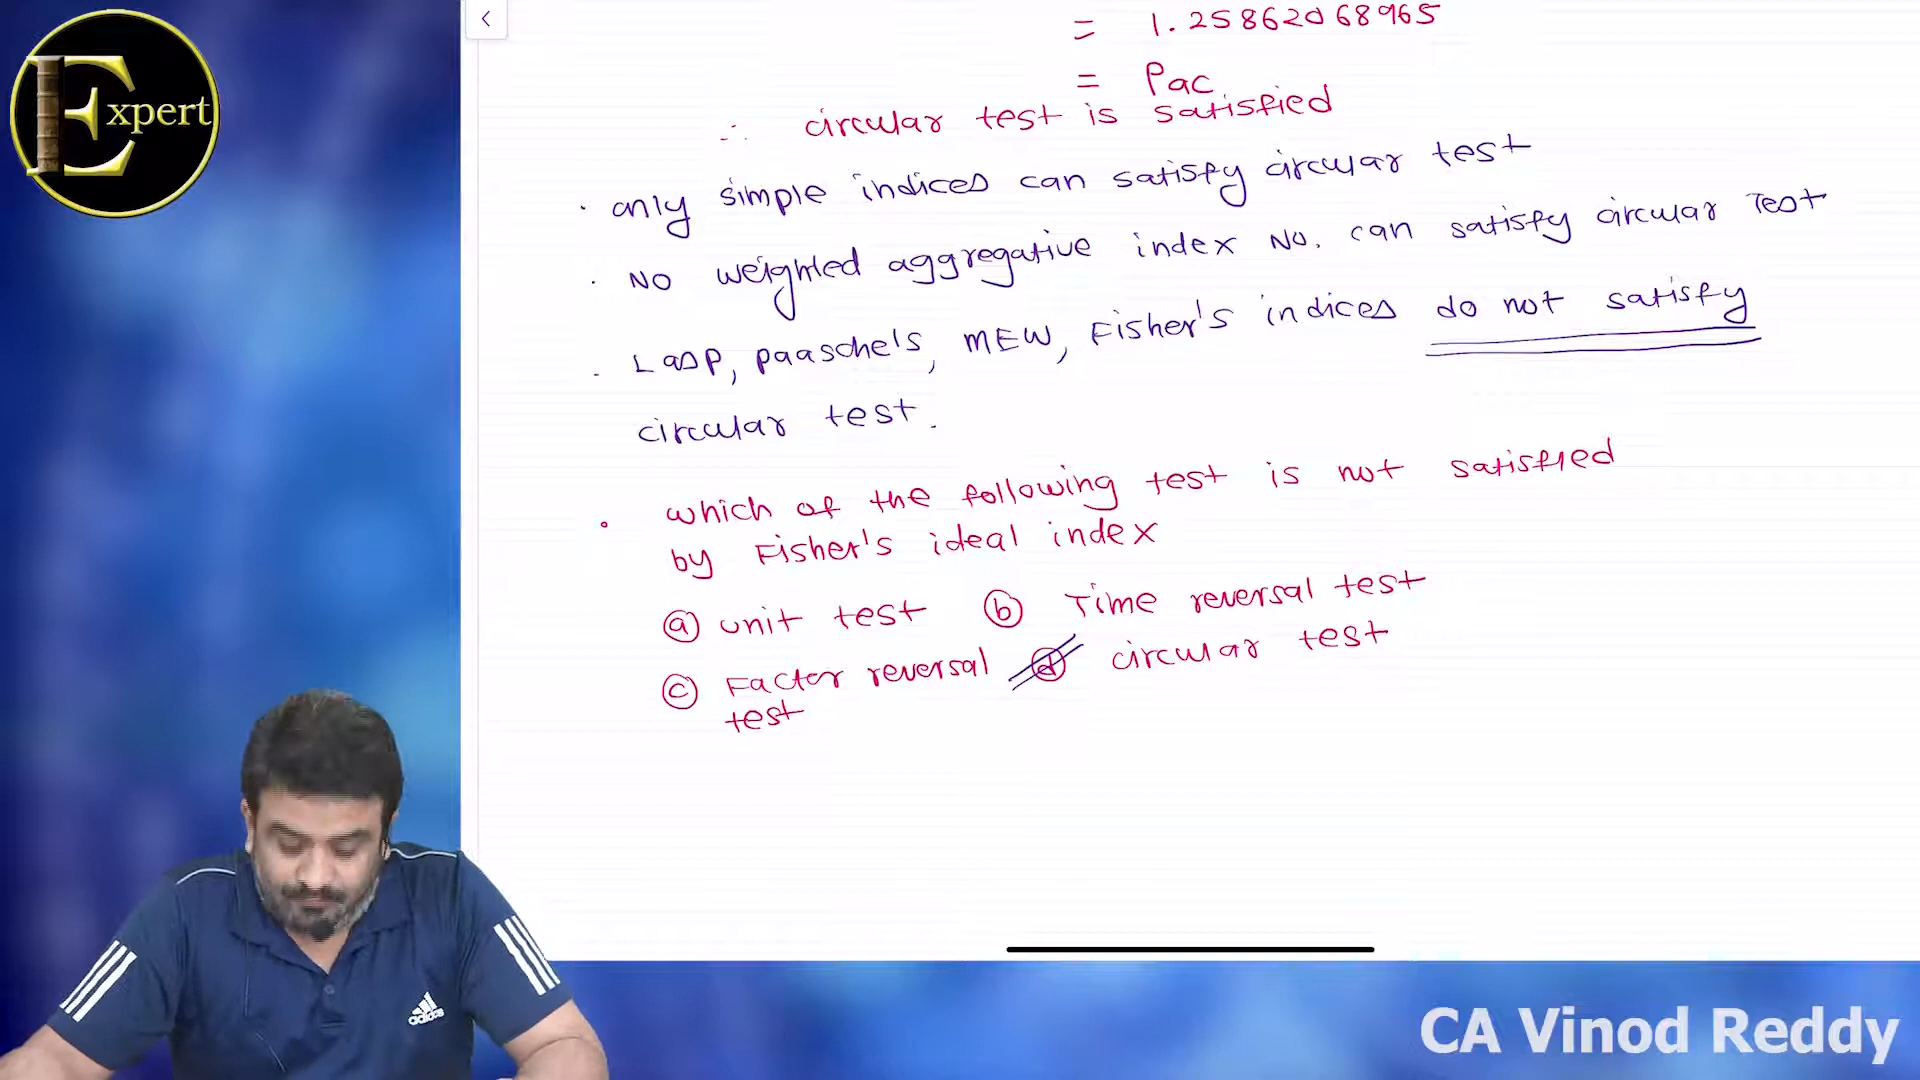 Expert
= 1.25862068965
= Pac
∴ circular test is satisfied
· only simple indices can satisfy circular test
· No weighted aggregative index No. can satisfy circular Test
· Lasp, paasche's, MEW, Fisher's indices do not satisfy
circular test.
· which of the following test is not satisfied
by Fisher's ideal index
ⓐ unit test ⓑ Time reversal test
ⓒ Factor reversal ⓓ circular test
test
adidas
CA Vinod Reddy